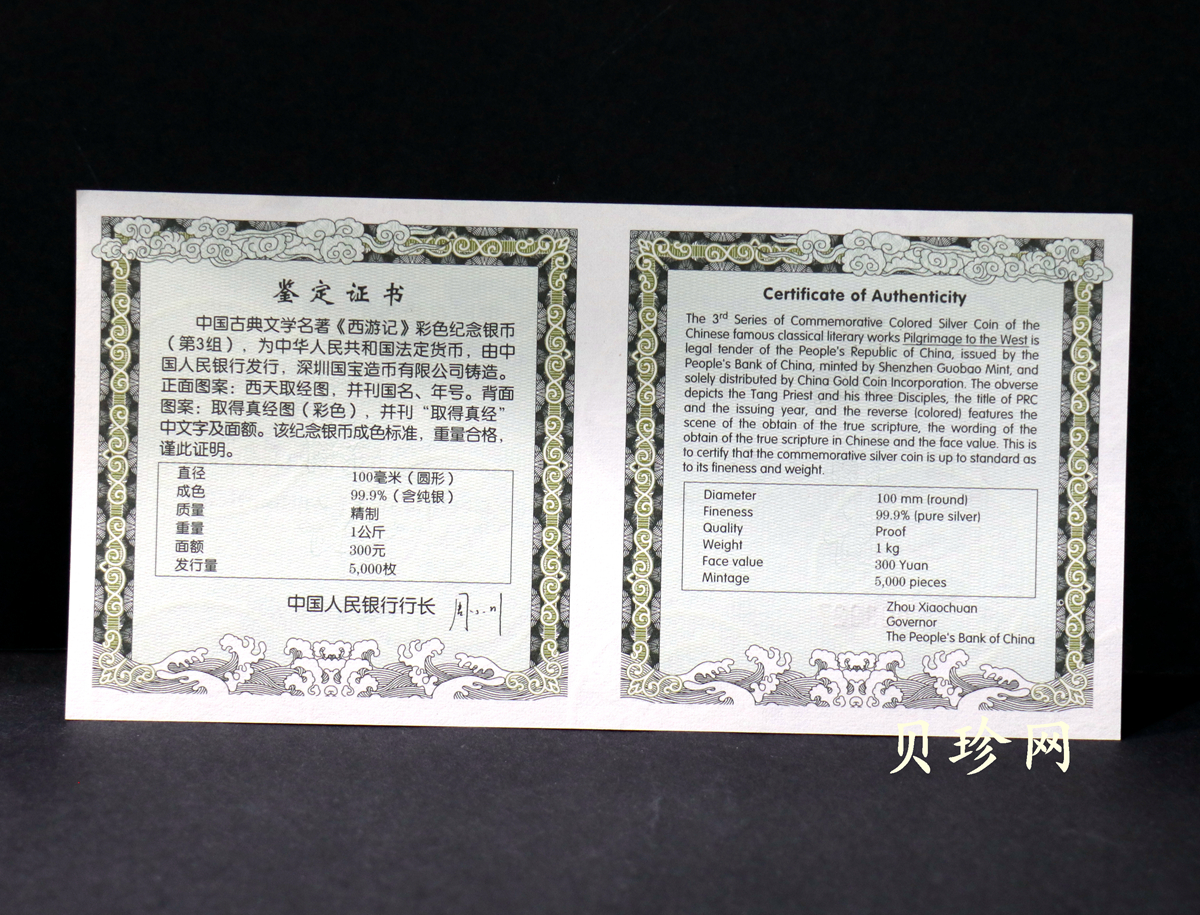 鉴定证书
中国古典文学名著《西游记》彩色纪念银币
（第3组），为中华人民共和国法定货币，由中
国人民银行发行，深圳国宝造币有限公司铸造。
正面图案：西天取经图，并刊国名、年号。背面
图案：取得真经图（彩色），并刊“取得真经”
中文字及面额。该纪念银币成色标准，重量合格，
谨此证明。
直径 100毫米（圆形）
成色 99.9%（含纯银）
质量 精制
重量 1公斤
面额 300元
发行量 5,000枚
中国人民银行行长 周小川
Certificate of Authenticity
The 3rd Series of Commemorative Colored Silver Coin of the
Chinese famous classical literary works Pilgrimage to the West is
legal tender of the People's Republic of China, issued by the
People's Bank of China, minted by Shenzhen Guobao Mint, and
solely distributed by China Gold Coin Incorporation. The obverse
depicts the Tang Priest and his three Disciples, the title of PRC
and the issuing year, and the reverse (colored) features the
scene of the obtain of the true scripture, the wording of the
obtain of the true scripture in Chinese and the face value. This is
to certify that the commemorative silver coin is up to standard as
to its fineness and weight.
Diameter 100 mm (round)
Fineness 99.9% (pure silver)
Quality Proof
Weight 1 kg
Face value 300 Yuan
Mintage 5,000 pieces
Zhou Xiaochuan
Governor
The People's Bank of China
贝珍网